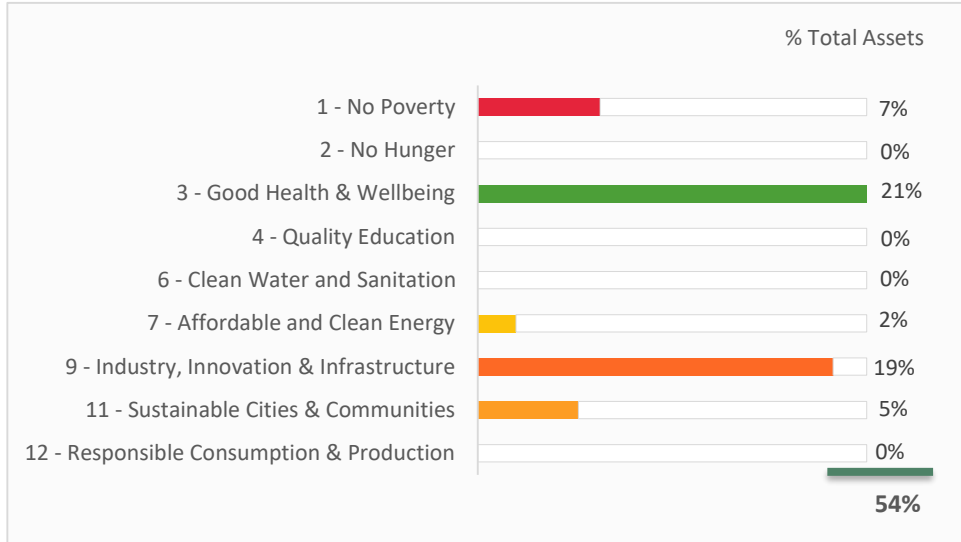 % Total Assets
1 - No Poverty 7%
2 - No Hunger 0%
3 - Good Health & Wellbeing 21%
4 - Quality Education 0%
6 - Clean Water and Sanitation 0%
7 - Affordable and Clean Energy 2%
9 - Industry, Innovation & Infrastructure 19%
11 - Sustainable Cities & Communities 5%
12 - Responsible Consumption & Production 0%
54%